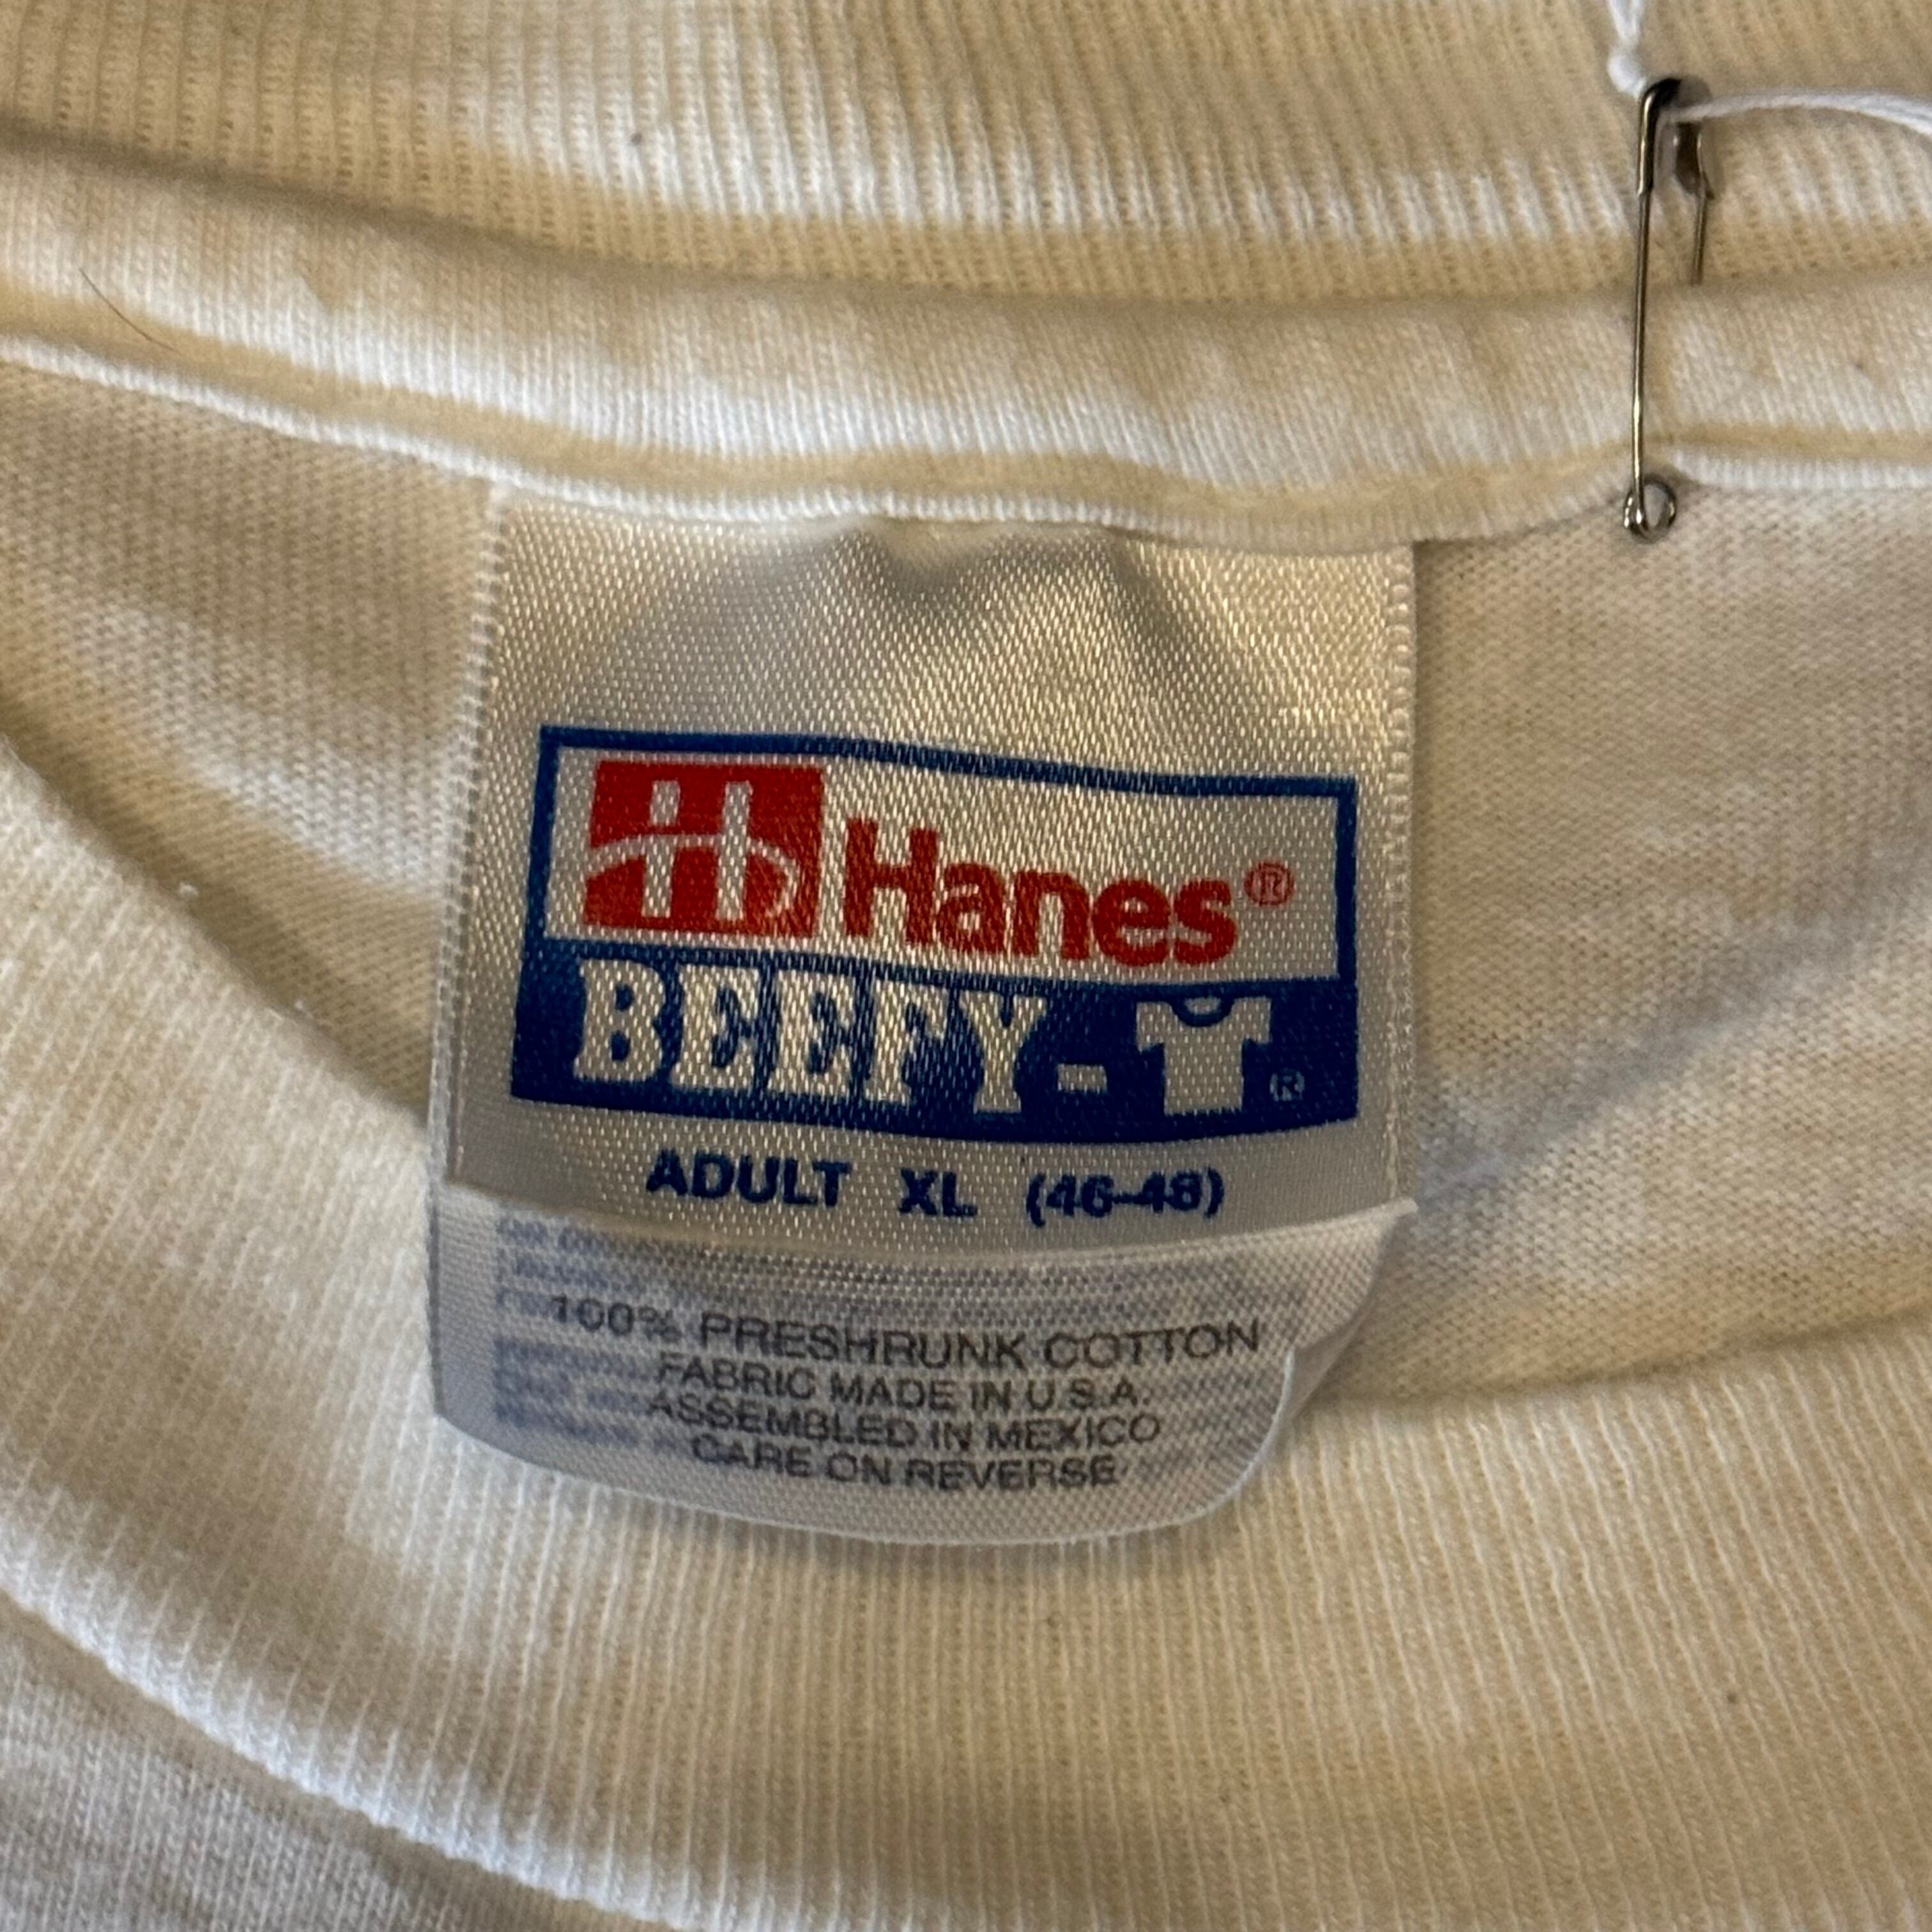 Hanes®
BEEFY-T®
ADULT XL (46-48)
100% PRESHRUNK COTTON
FABRIC MADE IN U.S.A.
ASSEMBLED IN MEXICO
CARE ON REVERSE